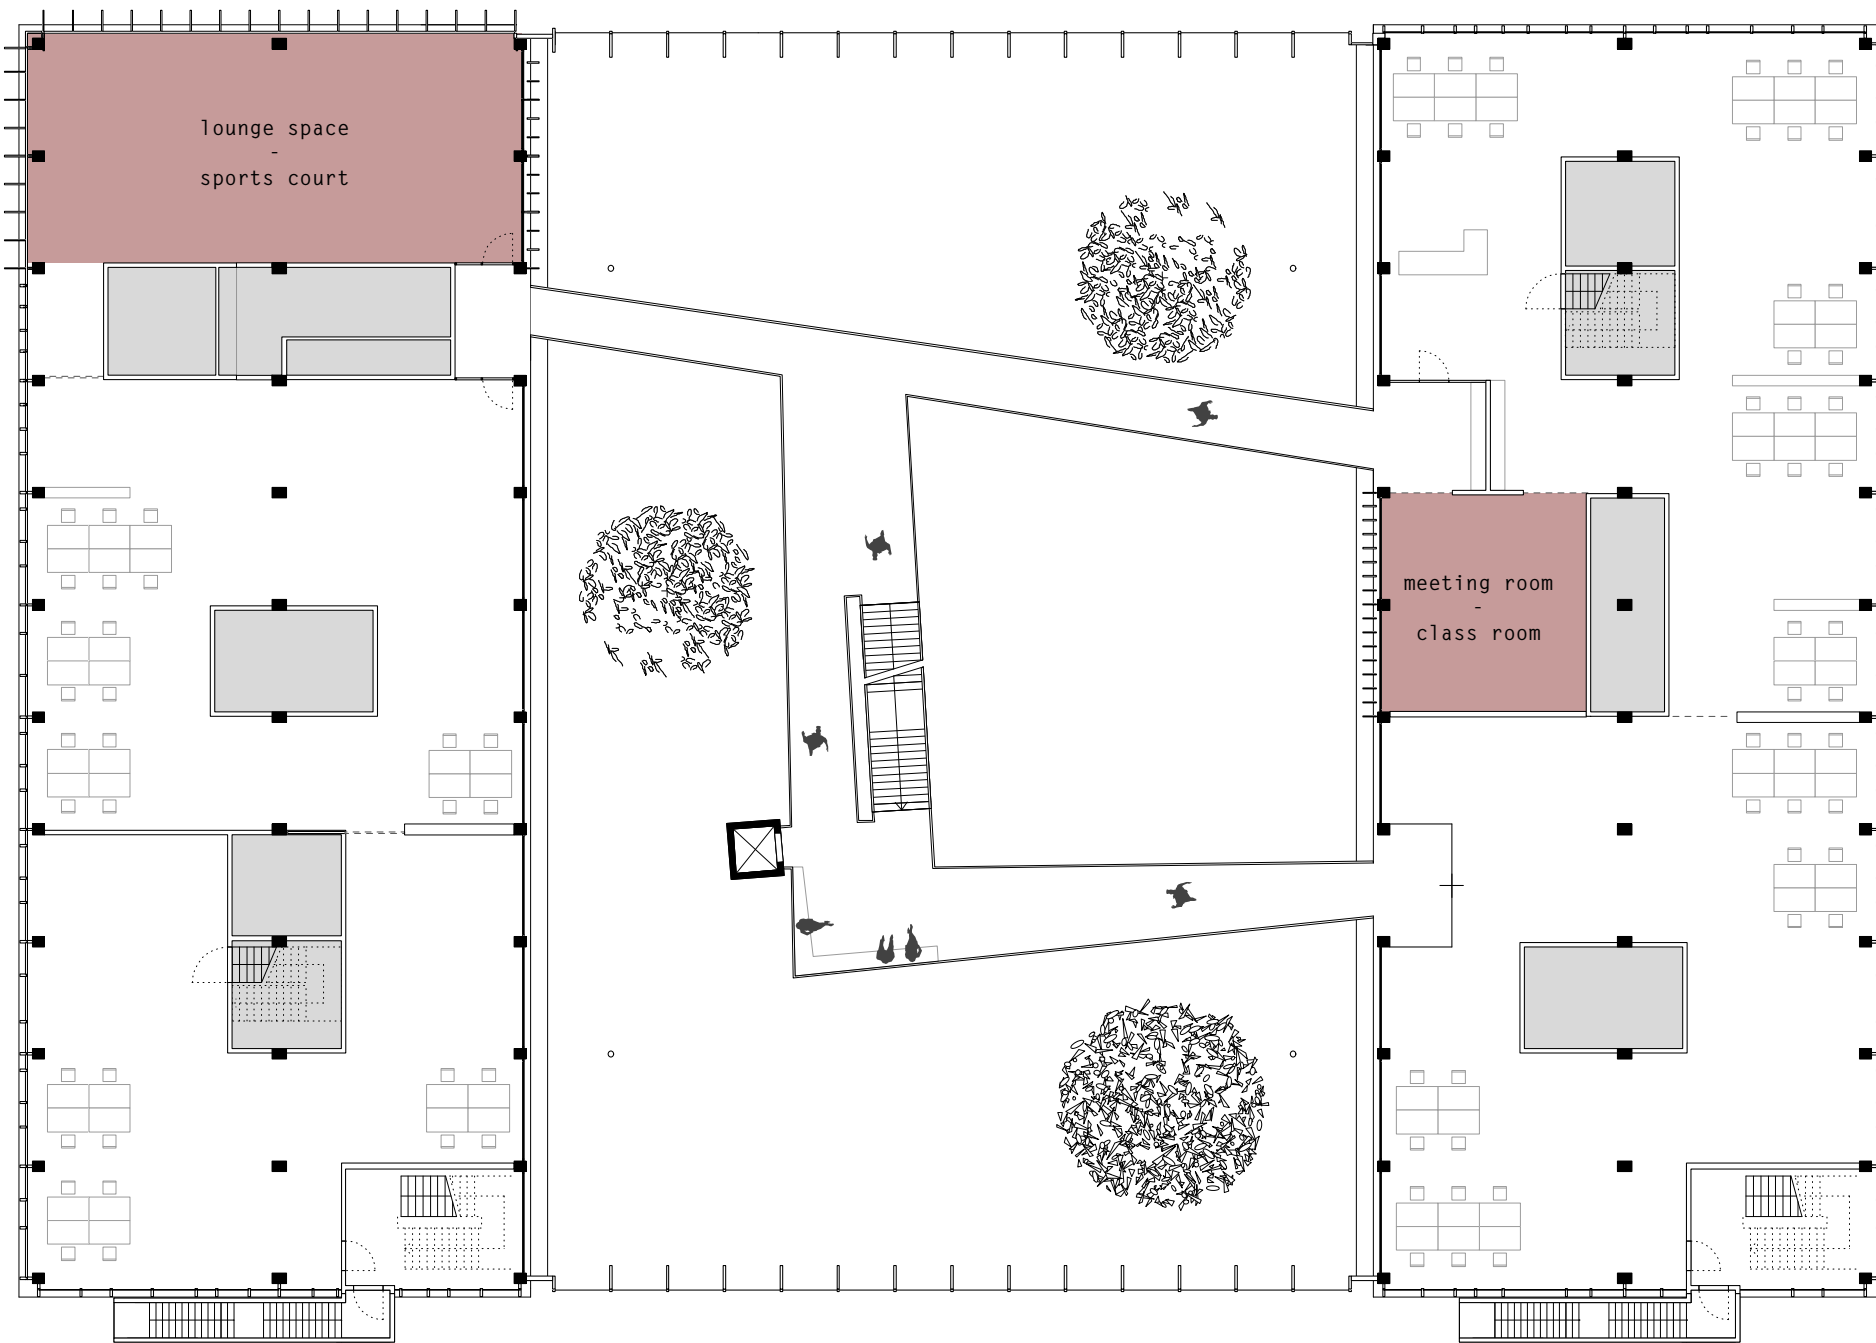 lounge space
-
sports court
meeting room
-
class room